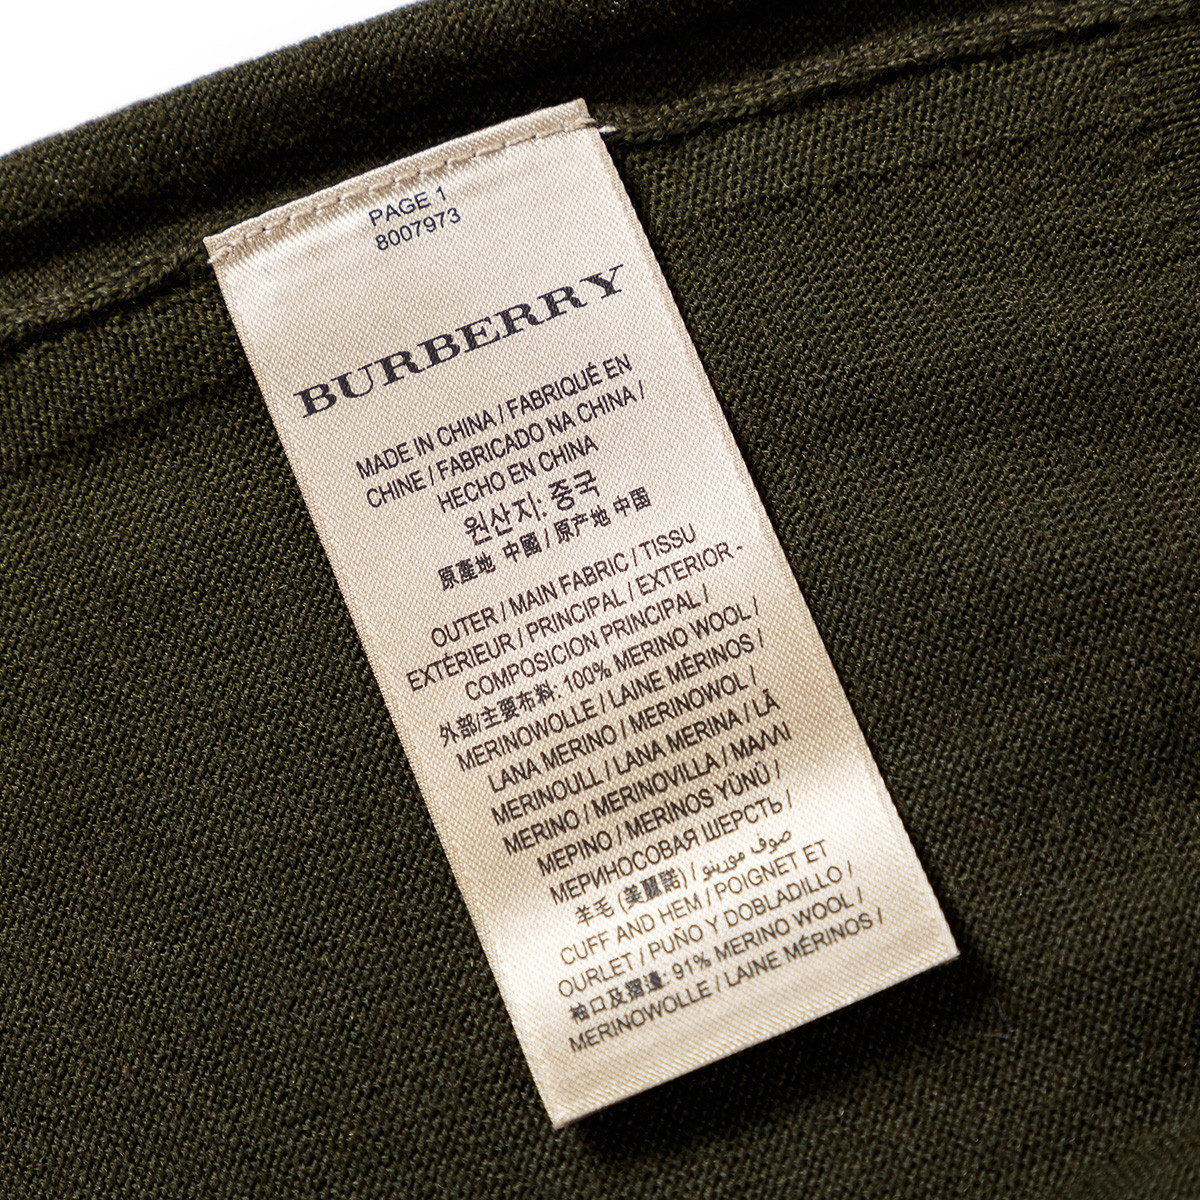 PAGE 1
8007973
BURBERRY
MADE IN CHINA / FABRIQUÉ EN
CHINE / FABRICADO NA CHINA /
HECHO EN CHINA
원산지: 중국
原產地 中國 / 原产地 中国
OUTER / MAIN FABRIC / TISSU
EXTÉRIEUR / PRINCIPAL / EXTERIOR -
COMPOSICION PRINCIPAL /
外部/主要布料: 100% MERINO WOOL /
MERINOWOLLE / LAINE MÉRINOS /
LANA MERINO / MERINOWOL /
MERINOULL / LANA MERINA / LÃ
MERINO / MERINOVILLA / ΜΑΛΛΙ
ΜΕΡΙΝΟ / MERINOS YÜNÜ /
МЕРИНОСОВАЯ ШЕРСТЬ /
羊毛 (美麗諾) / صوف مورينو
CUFF AND HEM / POIGNET ET
OURLET / PUÑO Y DOBLADILLO /
袖口及摺邊: 91% MERINO WOOL /
MERINOWOLLE / LAINE MÉRINOS /